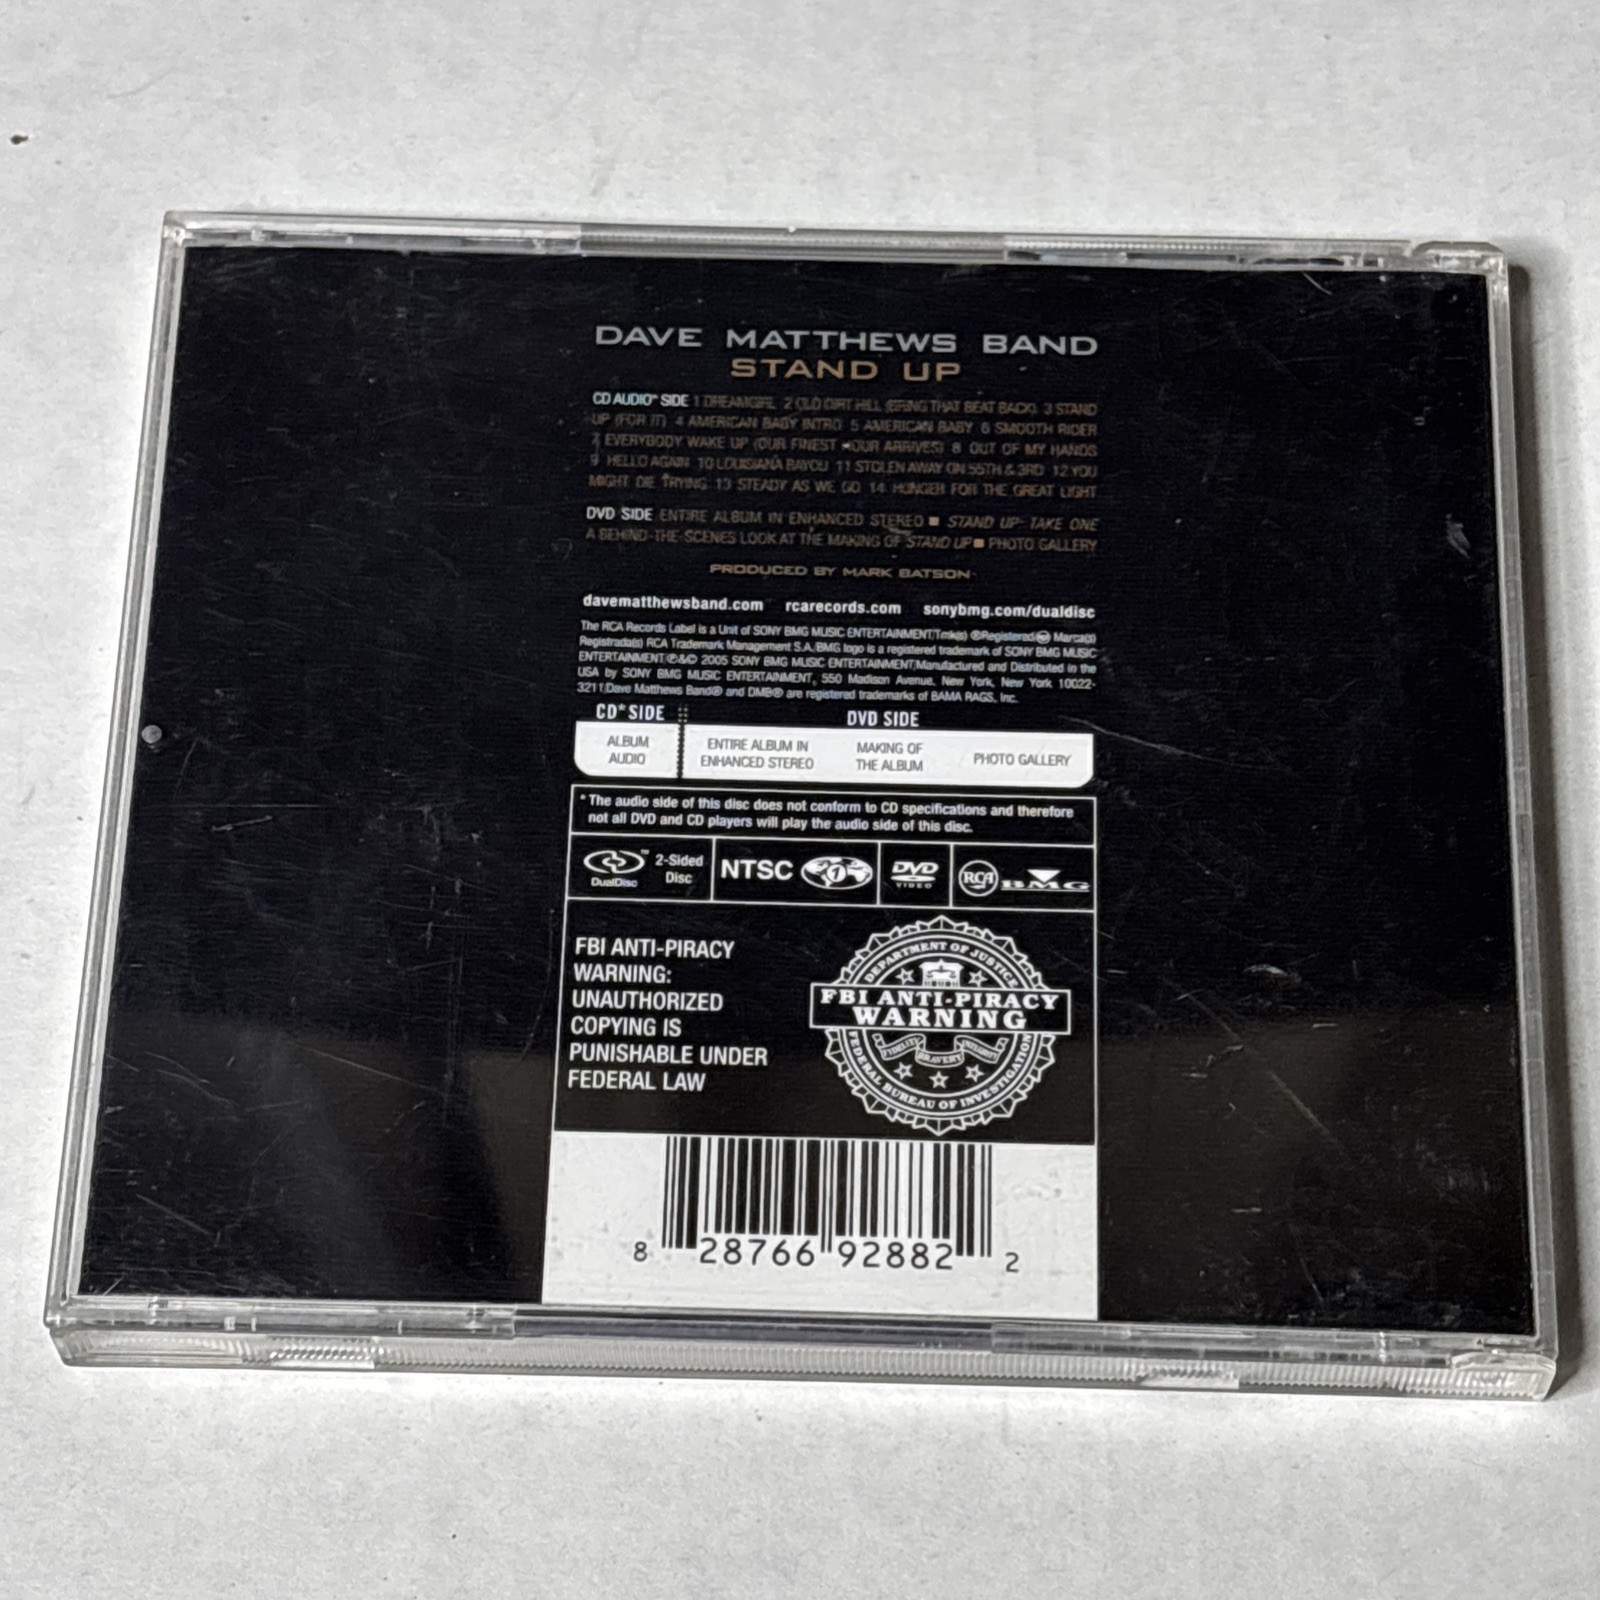 DAVE MATTHEWS BAND
STAND UP
CD AUDIO™ SIDE 1 DREAMGIRL 2 OLD DIRT HILL (BRING THAT BEAT BACK) 3 STAND
UP (FOR IT) 4 AMERICAN BABY INTRO 5 AMERICAN BABY 6 SMOOTH RIDER
7 EVERYBODY WAKE UP (OUR FINEST HOUR ARRIVES) 8 OUT OF MY HANDS
9 HELLO AGAIN 10 LOUISIANA BAYOU 11 STOLEN AWAY ON 55TH & 3RD 12 YOU
MIGHT DIE TRYING 13 STEADY AS WE GO 14 HUNGER FOR THE GREAT LIGHT
DVD SIDE ENTIRE ALBUM IN ENHANCED STEREO ■ STAND UP: TAKE ONE
A BEHIND-THE-SCENES LOOK AT THE MAKING OF STAND UP ■ PHOTO GALLERY
PRODUCED BY MARK BATSON
davematthewsband.com rcarecords.com sonybmg.com/dualdisc
The RCA Records Label is a Unit of SONY BMG MUSIC ENTERTAINMENT/Tmk(s) ®Registered Marca(s)
Registrada(s) RCA Trademark Management S.A./BMG logo is a registered trademark of SONY BMG MUSIC
ENTERTAINMENT/℗&© 2005 SONY BMG MUSIC ENTERTAINMENT/Manufactured and Distributed in the
USA by SONY BMG MUSIC ENTERTAINMENT, 550 Madison Avenue, New York, New York 10022-
3211/Dave Matthews Band® and DMB® are registered trademarks of BAMA RAGS, Inc.
CD* SIDE DVD SIDE
ALBUM AUDIO
ENTIRE ALBUM IN ENHANCED STEREO
MAKING OF THE ALBUM
PHOTO GALLERY
* The audio side of this disc does not conform to CD specifications and therefore
not all DVD and CD players will play the audio side of this disc.
DualDisc™ 2-Sided Disc
NTSC 1
DVD VIDEO
RCA BMG
FBI ANTI-PIRACY
WARNING:
UNAUTHORIZED
COPYING IS
PUNISHABLE UNDER
FEDERAL LAW
DEPARTMENT OF JUSTICE
FBI ANTI-PIRACY
WARNING
FIDELITY BRAVERY INTEGRITY
FEDERAL BUREAU OF INVESTIGATION
8 28766 92882 2